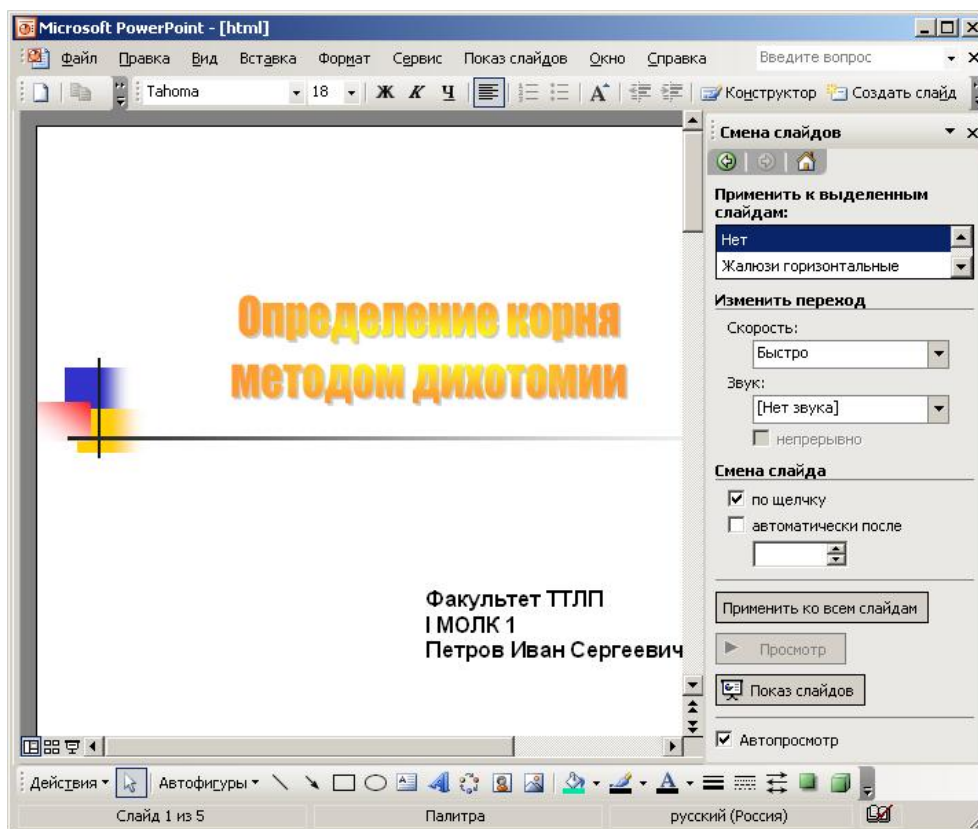 Microsoft PowerPoint - [html]
Файл Правка Вид Вставка Формат Сервис Показ слайдов Окно Справка Введите вопрос
Tahoma 18 Ж К Ч А Конструктор Создать слайд
Смена слайдов
Применить к выделенным
слайдам:
Нет
Жалюзи горизонтальные
Изменить переход
Скорость:
Быстро
Звук:
[Нет звука]
непрерывно
Смена слайда
по щелчку
автоматически после
Применить ко всем слайдам
Просмотр
Показ слайдов
Автопросмотр
Определение корня
методом дихотомии
Факультет ТТЛП
I МОЛК 1
Петров Иван Сергеевич
Действия Автофигуры А
Слайд 1 из 5 Палитра русский (Россия)